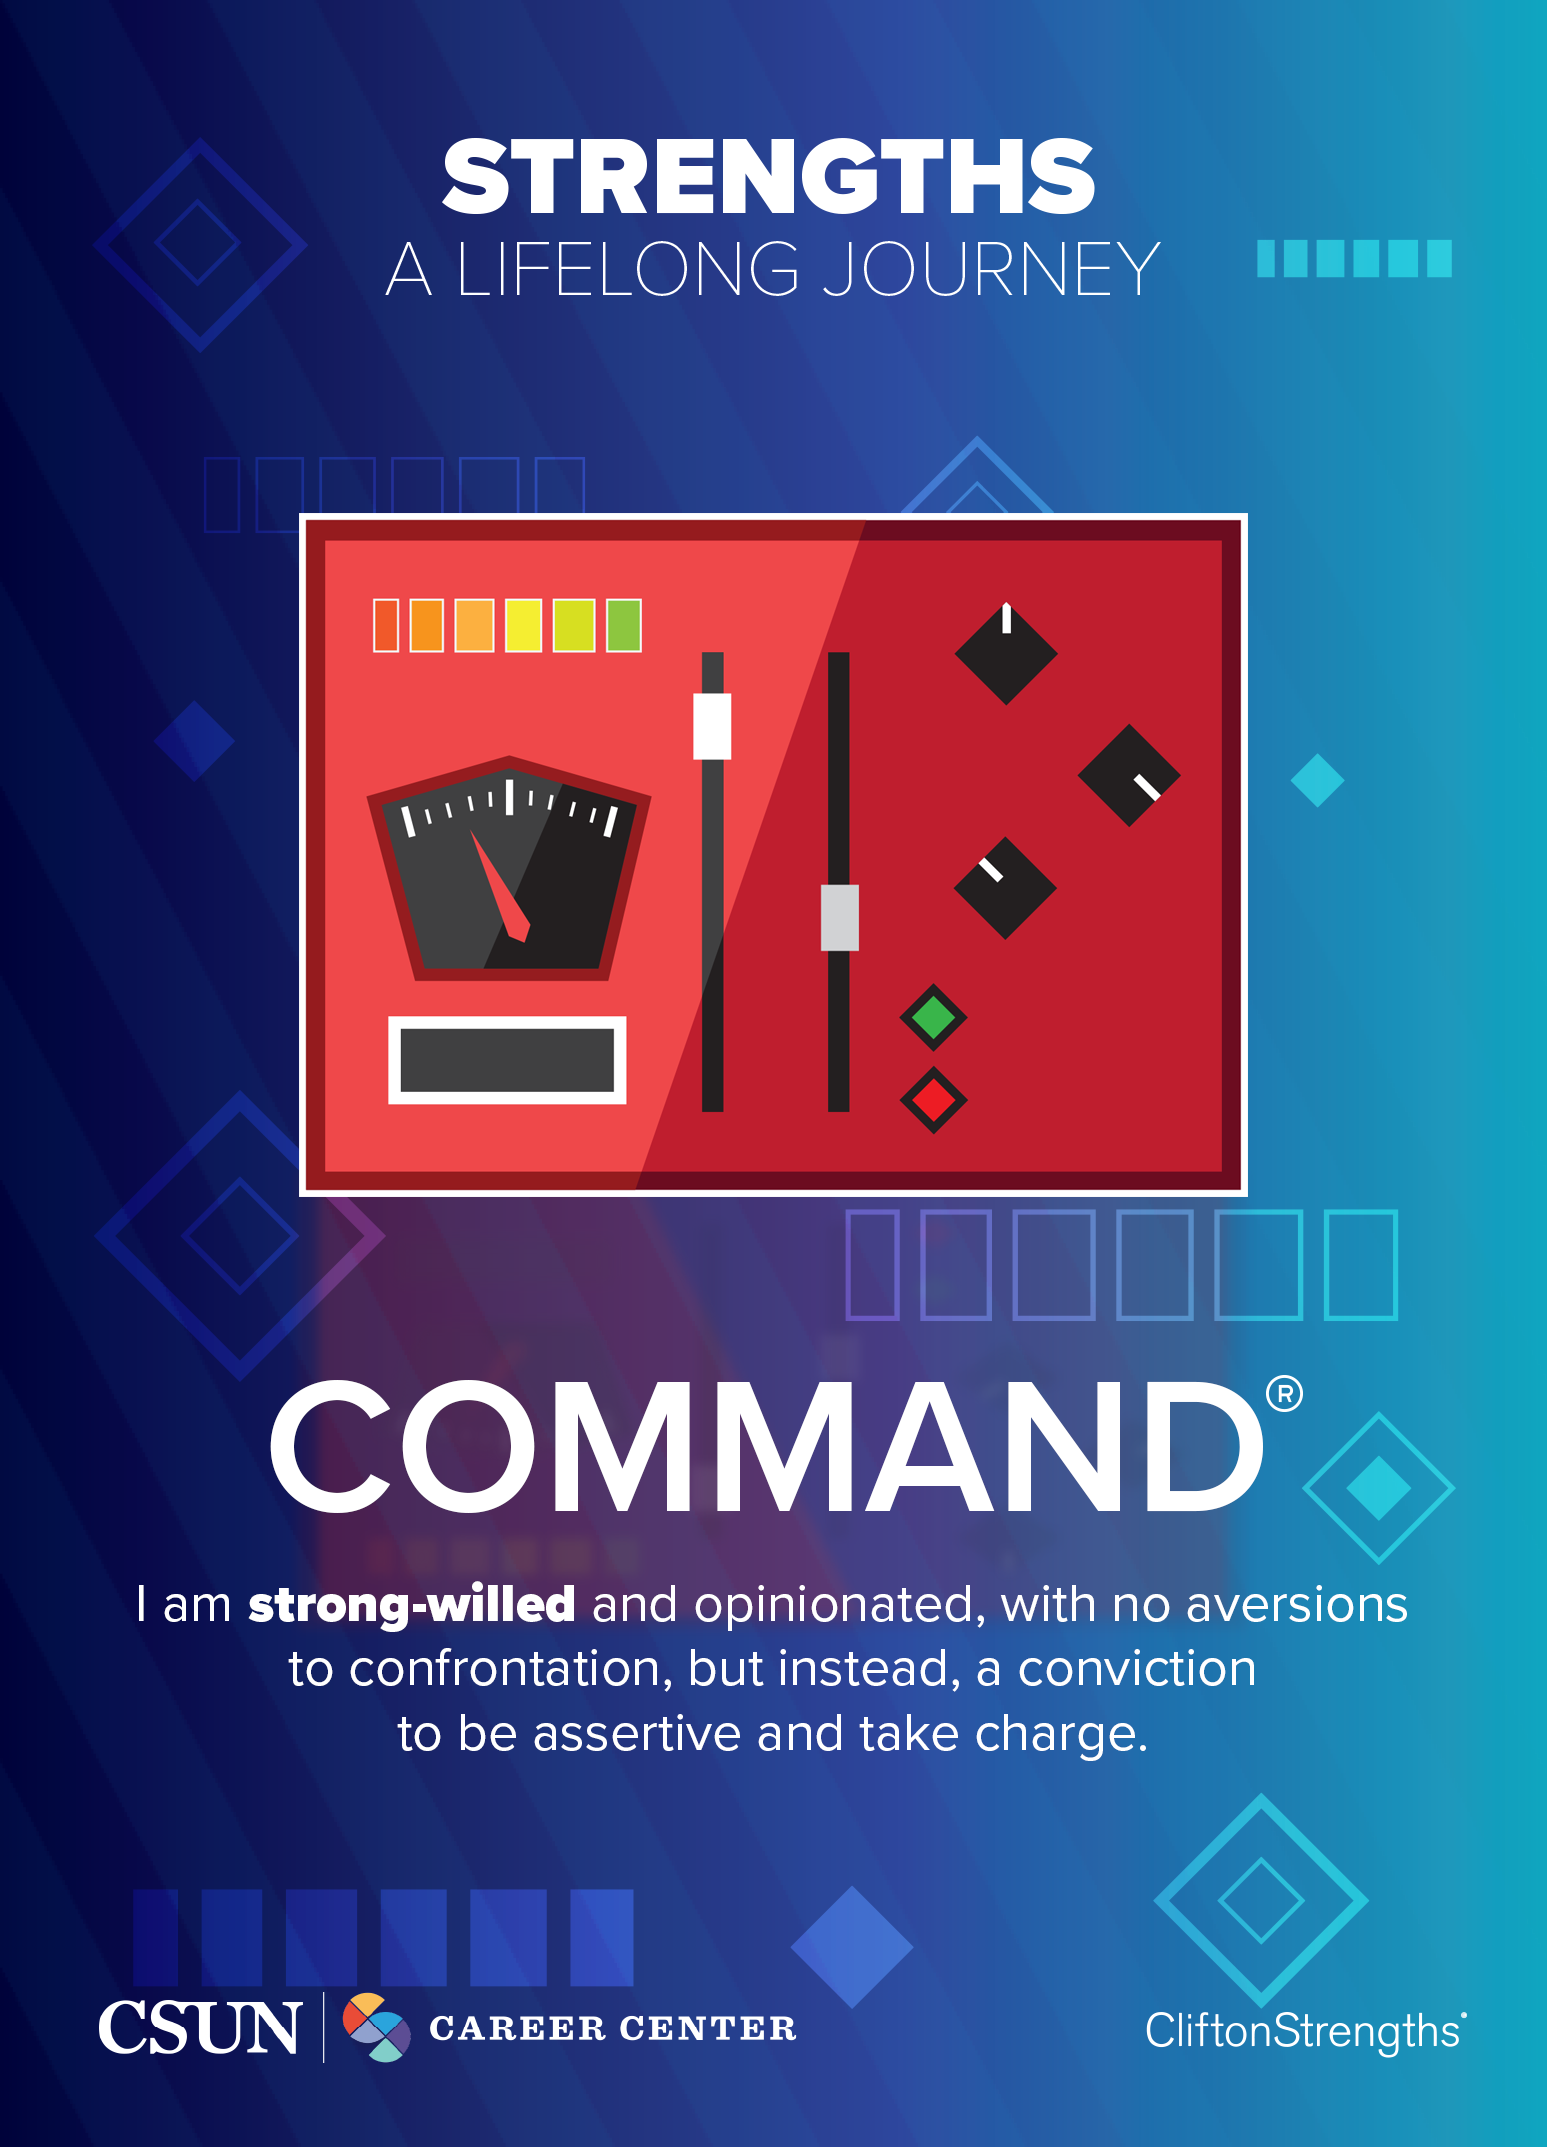 STRENGTHS
A LIFELONG JOURNEY
COMMAND®
I am strong-willed and opinionated, with no aversions
to confrontation, but instead, a conviction
to be assertive and take charge.
CSUN CAREER CENTER
CliftonStrengths